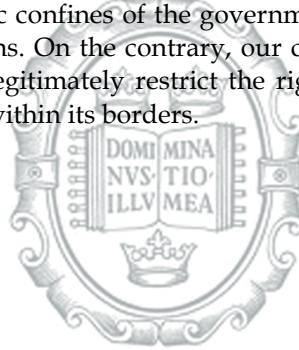 c confines of the governm
ns. On the contrary, our c
egitimately restrict the rig
within its borders.
DOMI MINA
NVS· TIO·
ILLV MEA